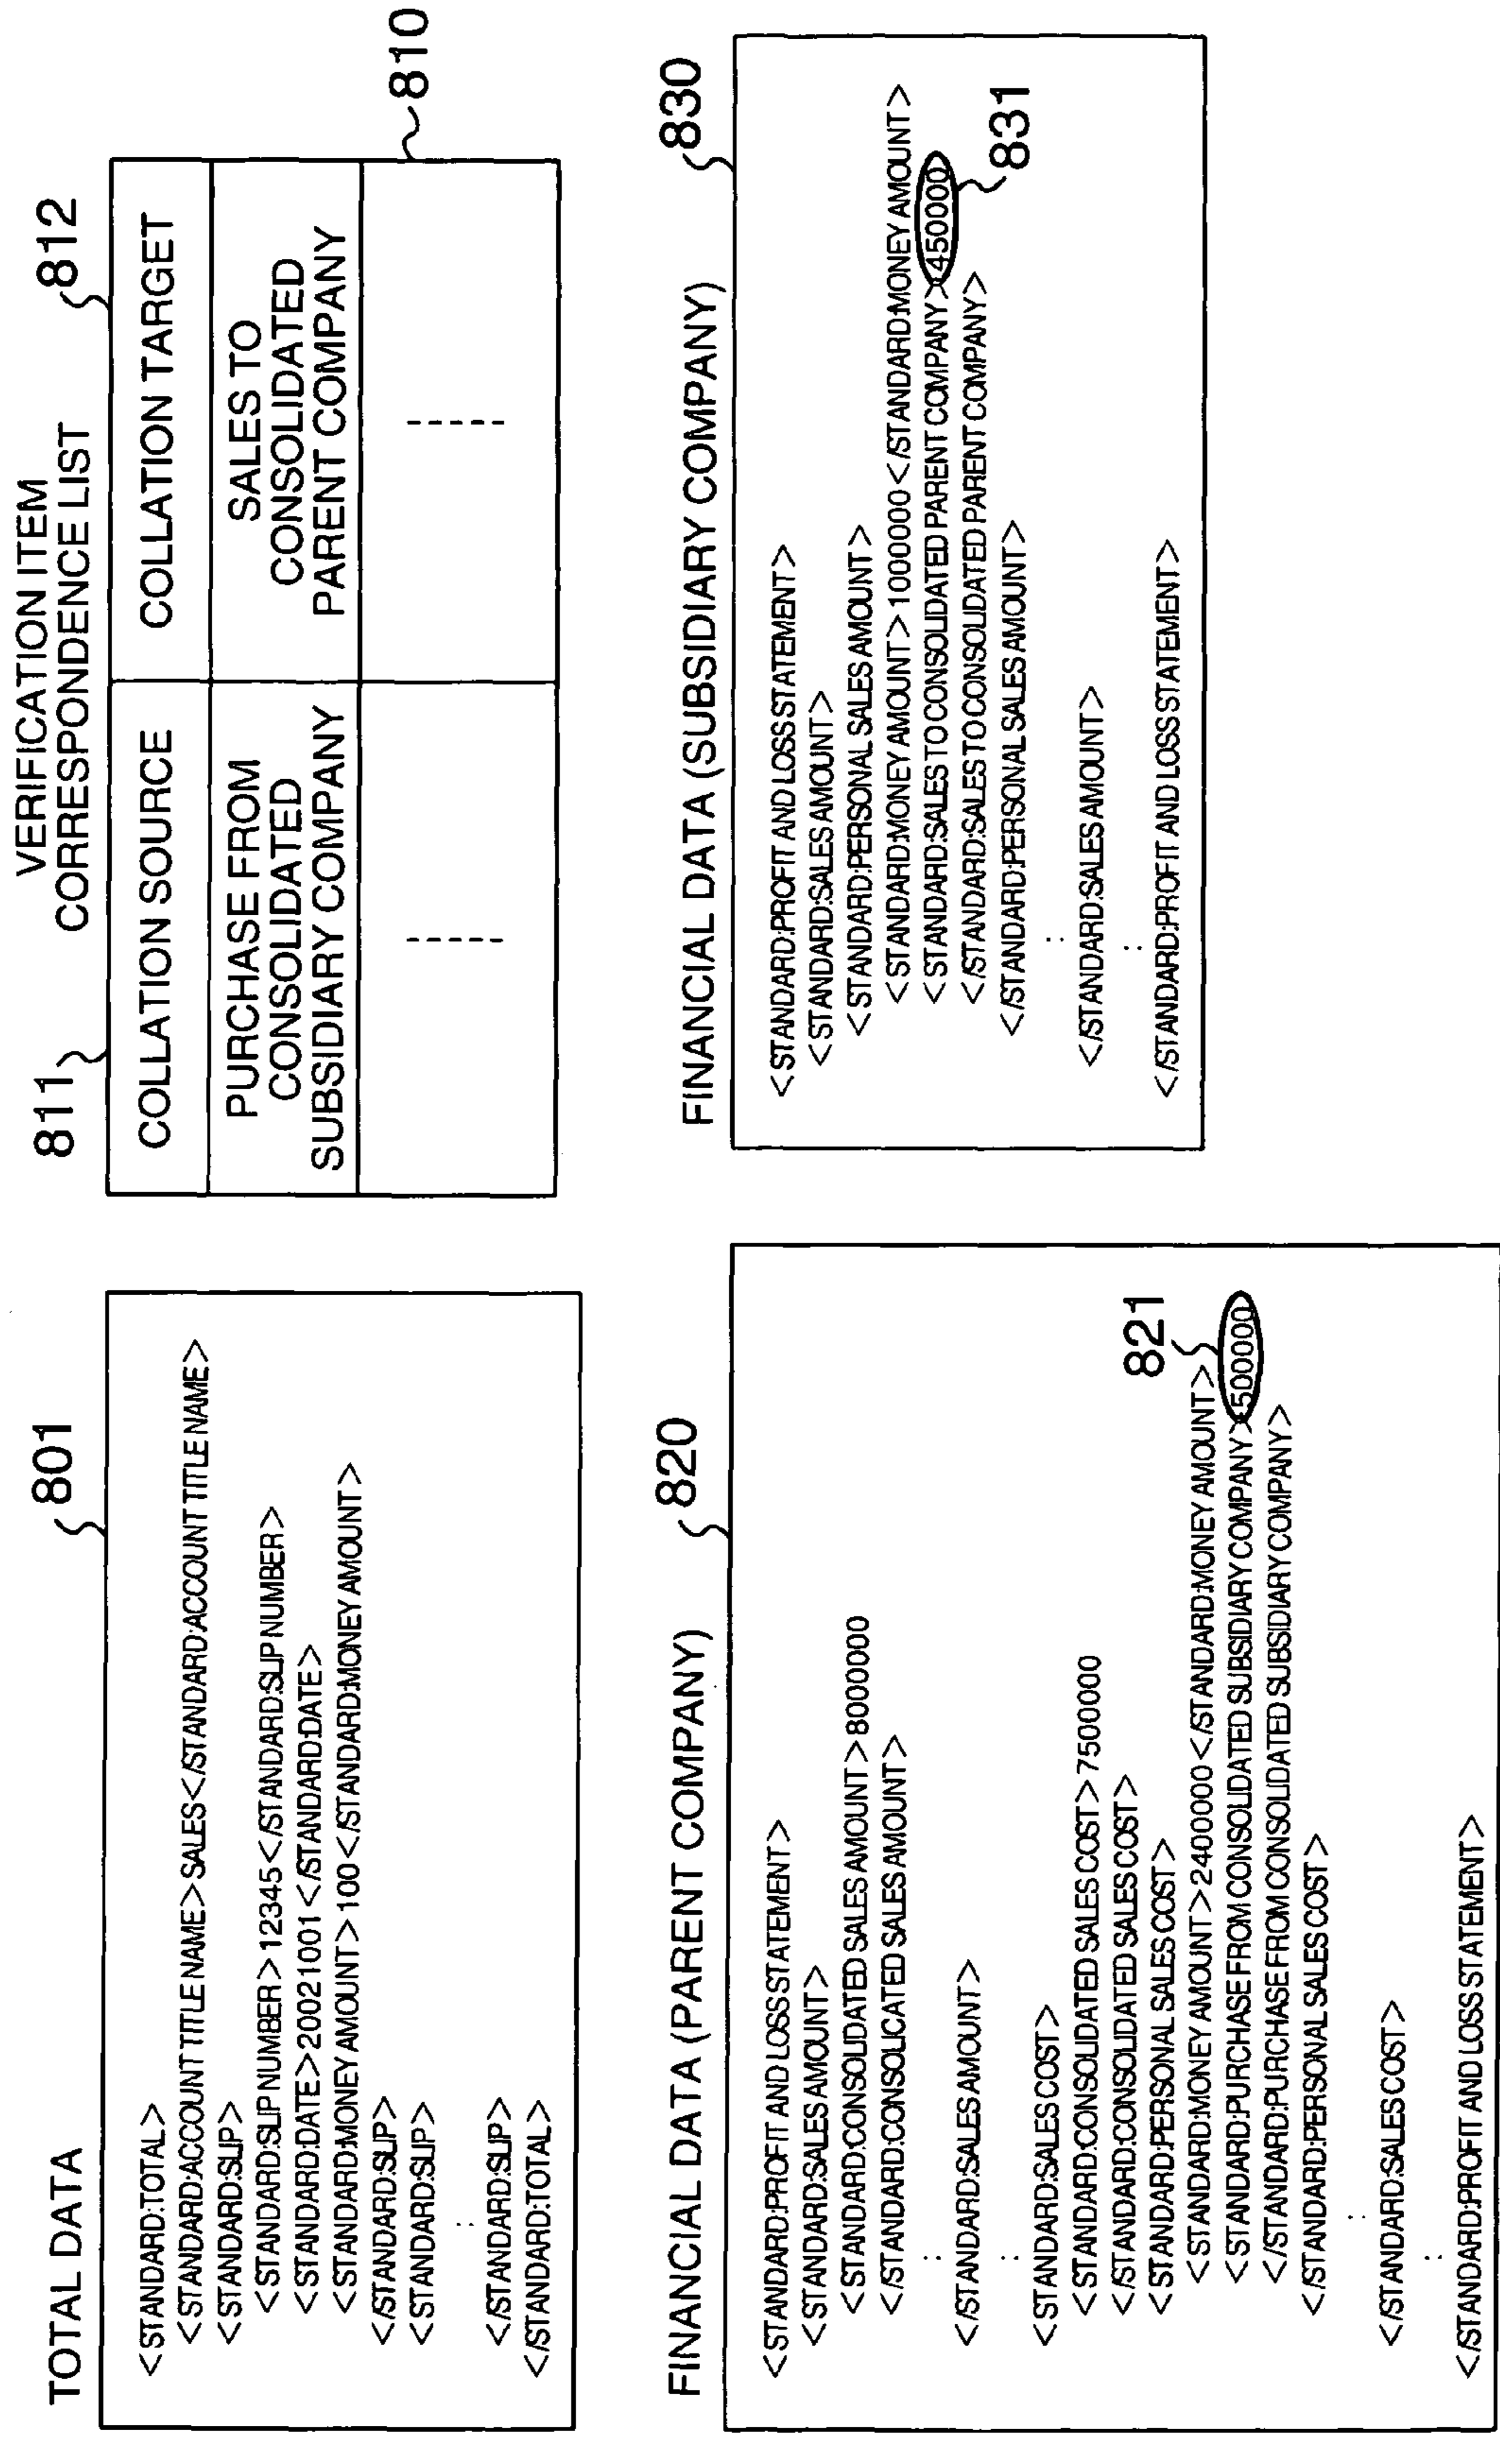 TOTAL DATA
801
<STANDARD:TOTAL>
<STANDARD:ACCOUNT TITLE NAME>SALES</STANDARD:ACCOUNT TITLE NAME>
<STANDARD:SLIP>
<STANDARD:SLIP NUMBER>12345</STANDARD:SLIP NUMBER>
<STANDARD:DATE>20021001</STANDARD:DATE>
<STANDARD:MONEY AMOUNT>100</STANDARD:MONEY AMOUNT>
</STANDARD:SLIP>
<STANDARD:SLIP>
:
</STANDARD:SLIP>
</STANDARD:TOTAL>
VERIFICATION ITEM
CORRESPONDENCE LIST
811
812
COLLATION SOURCE
COLLATION TARGET
PURCHASE FROM
CONSOLIDATED
SUBSIDIARY COMPANY
SALES TO
CONSOLIDATED
PARENT COMPANY
810
FINANCIAL DATA (PARENT COMPANY)
820
<STANDARD:PROFIT AND LOSS STATEMENT>
<STANDARD:SALES AMOUNT>
<STANDARD:CONSOLIDATED SALES AMOUNT>8000000
</STANDARD:CONSOLICATED SALES AMOUNT>
:
</STANDARD:SALES AMOUNT>
:
<STANDARD:SALES COST>
<STANDARD:CONSOLIDATED SALES COST>7500000
</STANDARD:CONSOLIDATED SALES COST>
<STANDARD:PERSONAL SALES COST>
<STANDARD:MONEY AMOUNT>2400000</STANDARD:MONEY AMOUNT>
821
<STANDARD:PURCHASE FROM CONSOLIDATED SUBSIDIARY COMPANY>500000
</STANDARD:PURCHASE FROM CONSOLIDATED SUBSIDIARY COMPANY>
</STANDARD:PERSONAL SALES COST>
:
</STANDARD:SALES COST>
:
</STANDARD:PROFIT AND LOSS STATEMENT>
FINANCIAL DATA (SUBSIDIARY COMPANY)
830
<STANDARD:PROFIT AND LOSS STATEMENT>
<STANDARD:SALES AMOUNT>
<STANDARD:PERSONAL SALES AMOUNT>
<STANDARD:MONEY AMOUNT>1000000</STANDARD:MONEY AMOUNT>
<STANDARD:SALES TO CONSOLIDATED PARENT COMPANY>450000
831
</STANDARD:SALES TO CONSOLIDATED PARENT COMPANY>
</STANDARD:PERSONAL SALES AMOUNT>
:
</STANDARD:SALES AMOUNT>
:
</STANDARD:PROFIT AND LOSS STATEMENT>